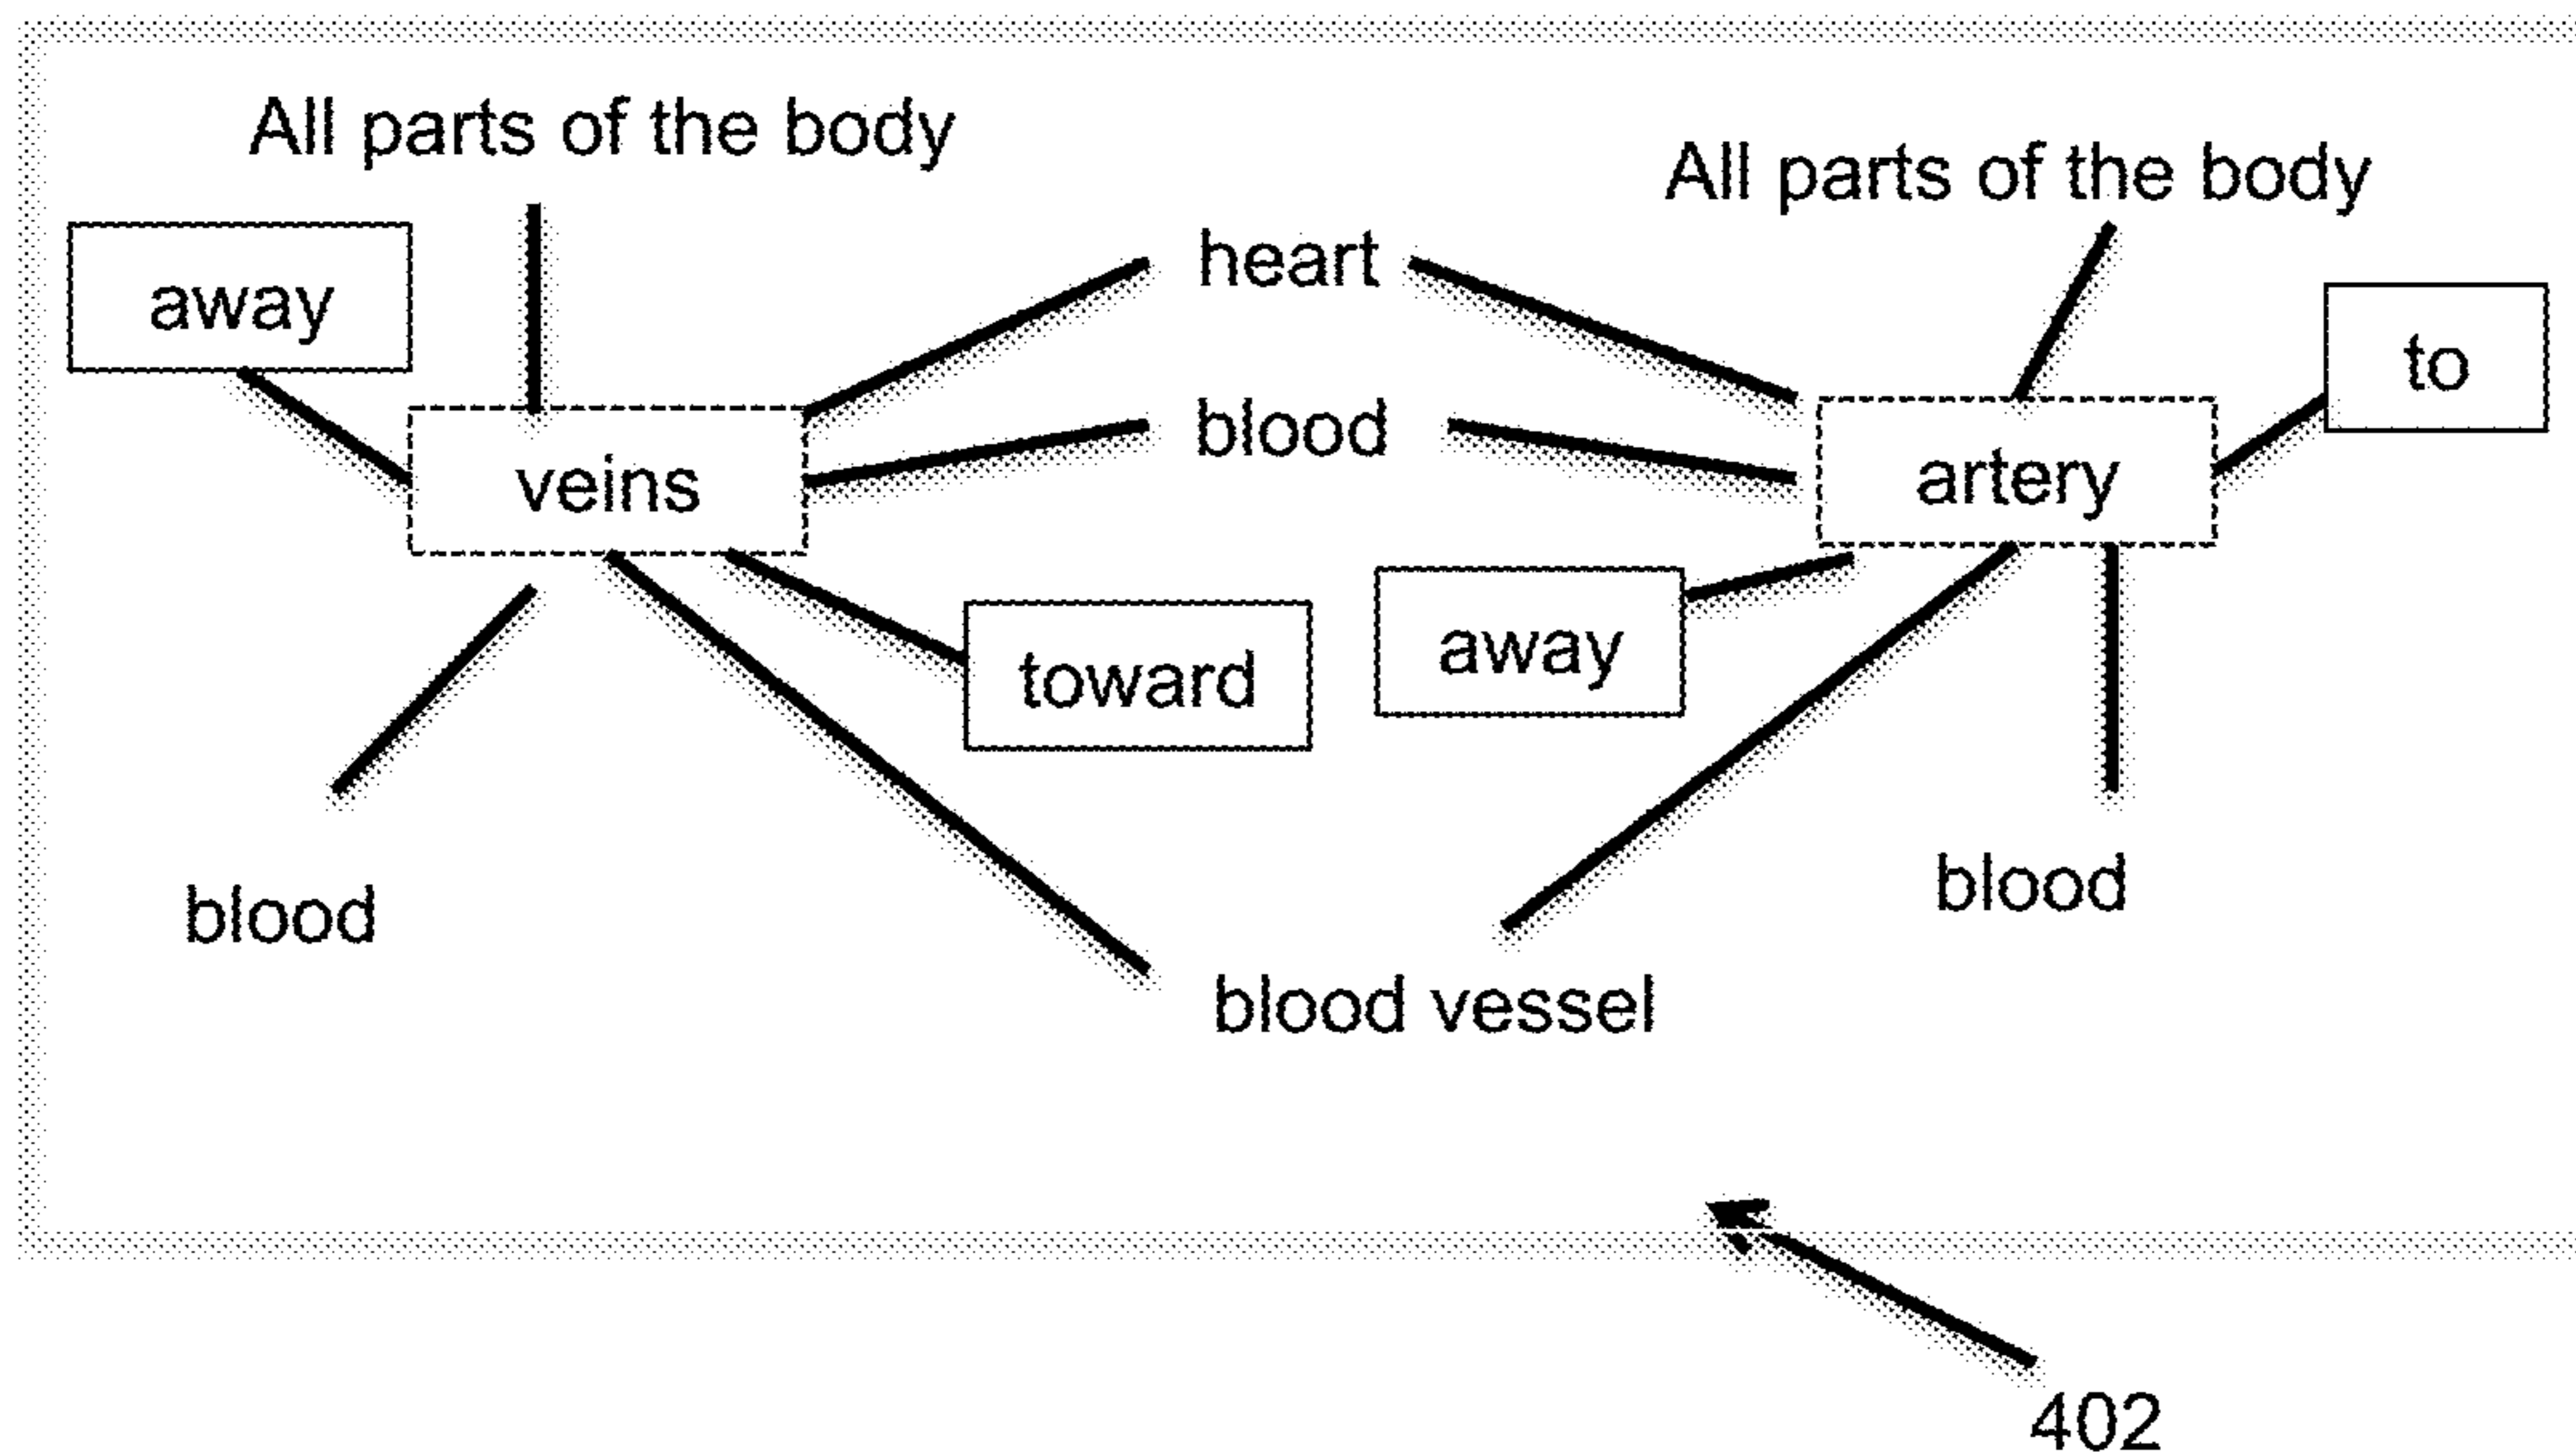 All parts of the body
All parts of the body
heart
away
to
blood
veins
artery
away
toward
blood
blood
blood vessel
402